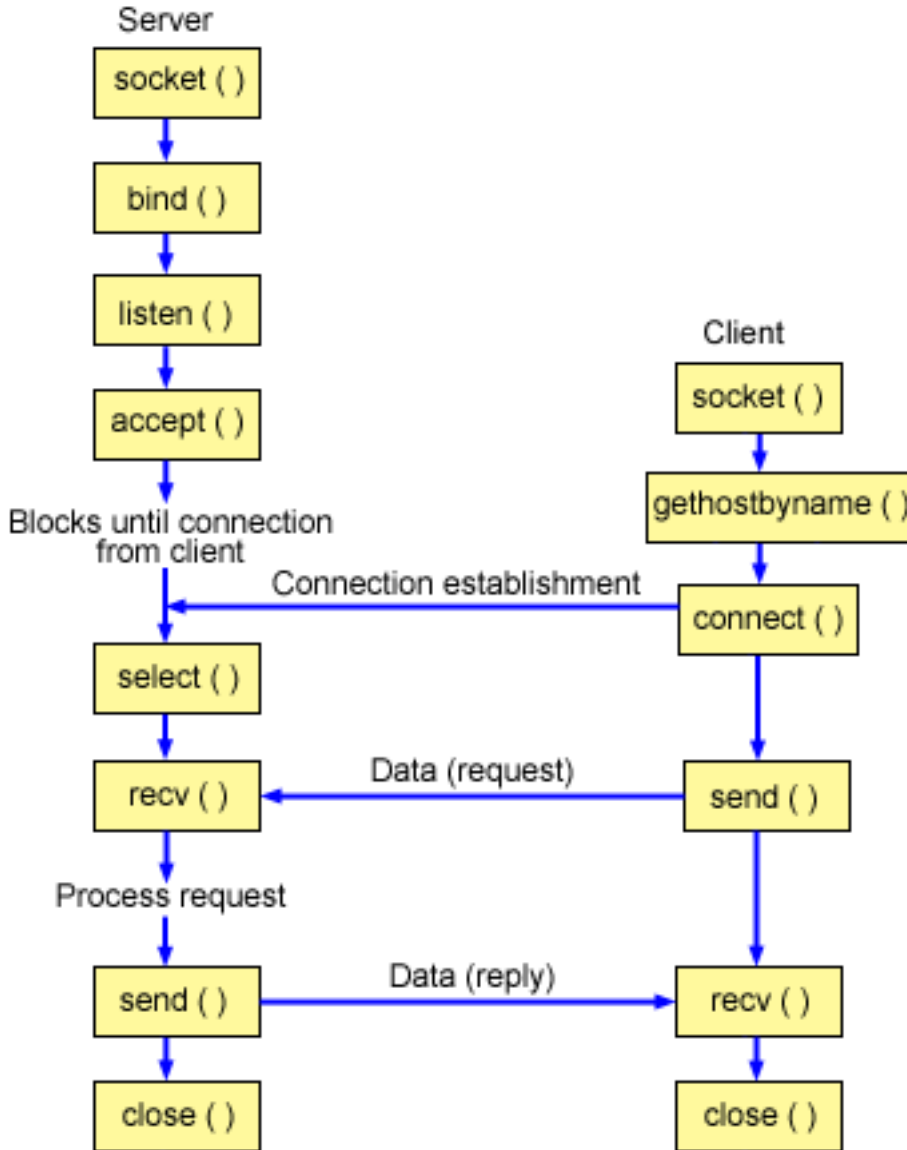 Server
socket ( )
bind ( )
listen ( )
accept ( )
Blocks until connection
from client
select ( )
recv ( )
Process request
send ( )
close ( )
Connection establishment
Data (request)
Data (reply)
Client
socket ( )
gethostbyname ( )
connect ( )
send ( )
recv ( )
close ( )